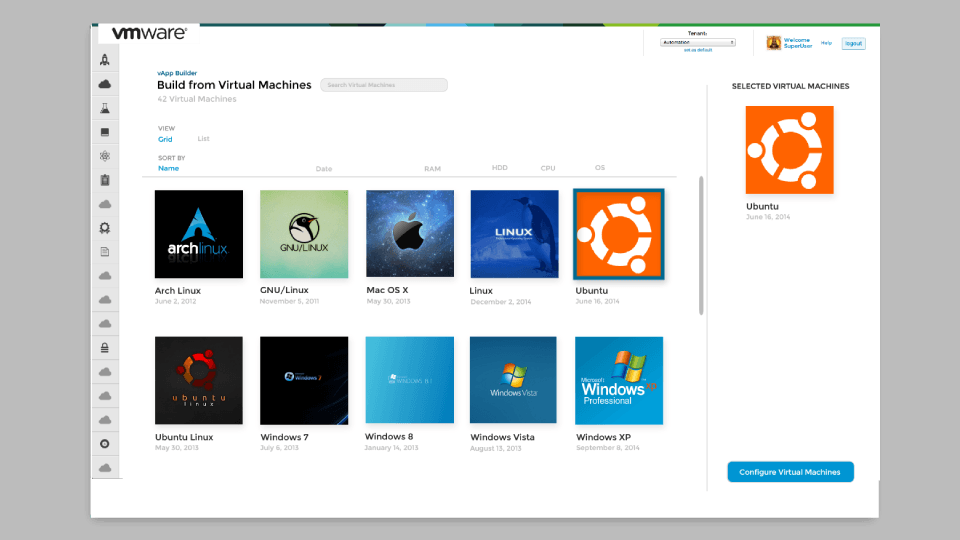 vmware®
Tenant:
Automation
set as default
Welcome
SuperUser
Help
logout
vApp Builder
Build from Virtual Machines
Search Virtual Machines
42 Virtual Machines
VIEW
Grid
List
SORT BY
Name
Date
RAM
HDD
CPU
OS
archlinux
GNU/LINUX
LINUX
Arch Linux
June 2, 2012
GNU/Linux
November 5, 2011
Mac OS X
May 30, 2013
Linux
December 2, 2014
Ubuntu
June 16, 2014
ubuntu
linux
Windows 7
Windows 8.1
Windows Vista
Microsoft
Windows xp
Professional
Ubuntu Linux
May 30, 2013
Windows 7
July 6, 2013
Windows 8
January 14, 2013
Windows Vista
August 13, 2013
Windows XP
September 8, 2014
SELECTED VIRTUAL MACHINES
Ubuntu
June 16, 2014
Configure Virtual Machines